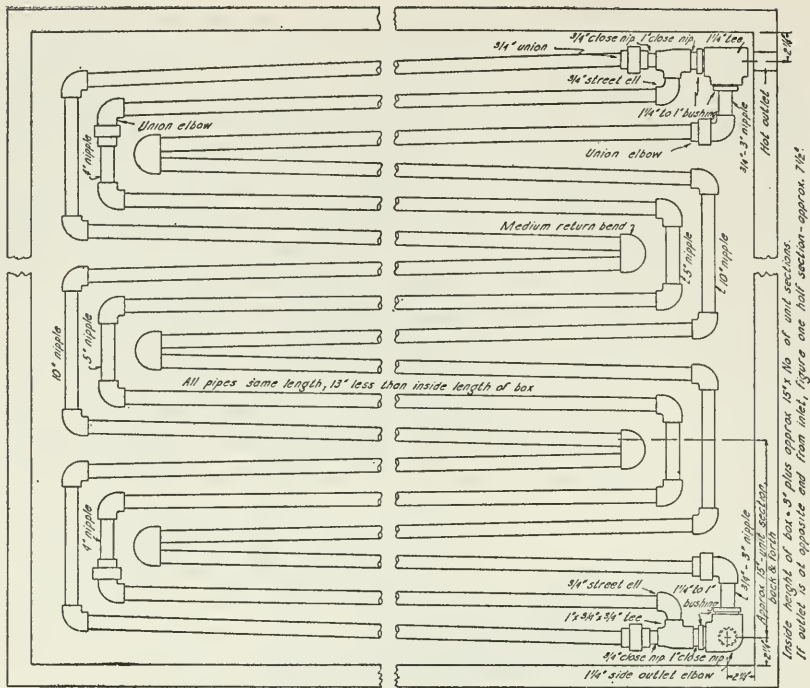 3/4" close nip. 1" close nip.
1 1/4" tee
3/4" union
3/4" street ell
2 1/4"
1 1/4" to 1" bushing
Hot outlet
3/4" - 3" nipple
Union elbow
Union elbow
4" nipple
Medium return bend
5" nipple
10" nipple
10" nipple
5" nipple
All pipes same length, 13" less than inside length of box
4" nipple
3/4" street ell
1 1/4" to 1"
bushing
3/4" - 3" nipple
1" x 3/4" x 3/4" tee
3/4" close nip. 1" close nip.
1 1/4" side outlet elbow
2 1/4"
2 1/4"
Approx. 15"-unit section,
back & forth
Inside height of box = 3" plus approx 15" x No of unit sections.
If outlet is at opposite end from inlet, figure one half section - approx. 7 1/2"